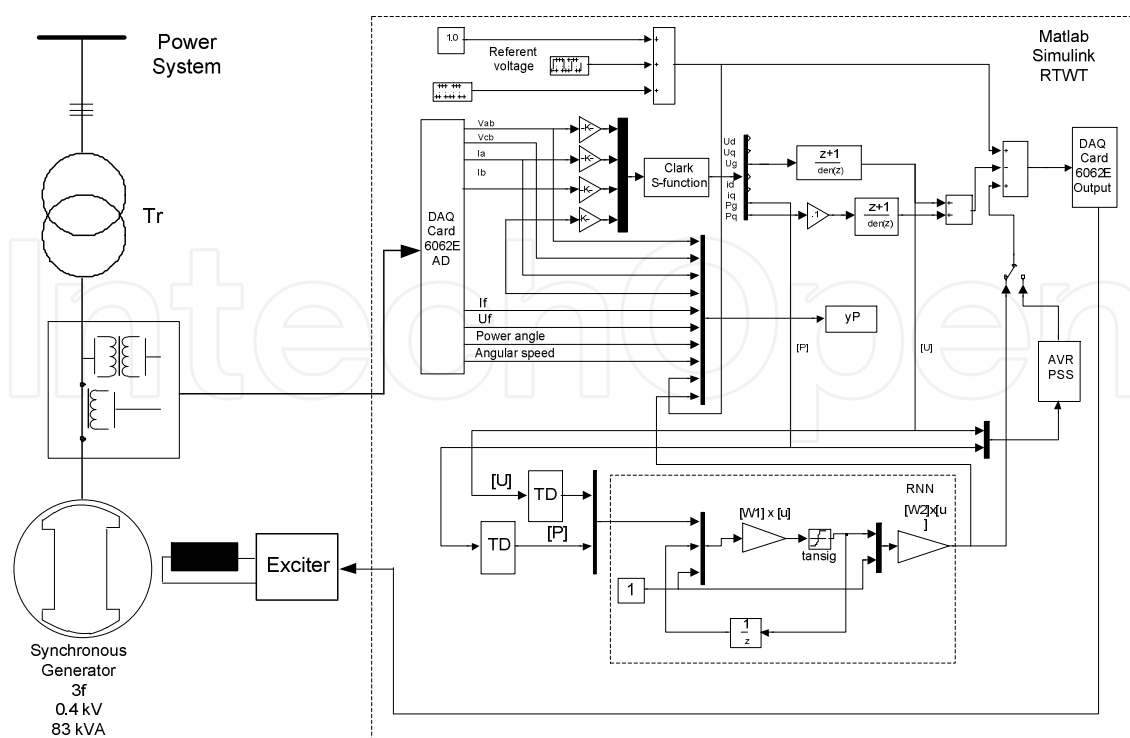 Power
System
Tr
Synchronous
Generator
3f
0.4 kV
83 kVA
Exciter
Matlab
Simulink
RTWT
1.0
Referent
voltage
Vab
Vcb
Ia
Ib
-K-
-K-
-K-
-K-
Clark
S-function
Ud
Uq
Ug
id
iq
Pg
Pq
z+1
den(z)
.1
z+1
den(z)
DAQ
Card
6062E
Output
DAQ
Card
6062E
AD
If
Uf
Power angle
Angular speed
yP
[P]
[U]
AVR
PSS
[U]
TD
[P]
TD
RNN
[W1] x [u]
[W2]x[u
]
tansig
1
1
z
IntechOpen